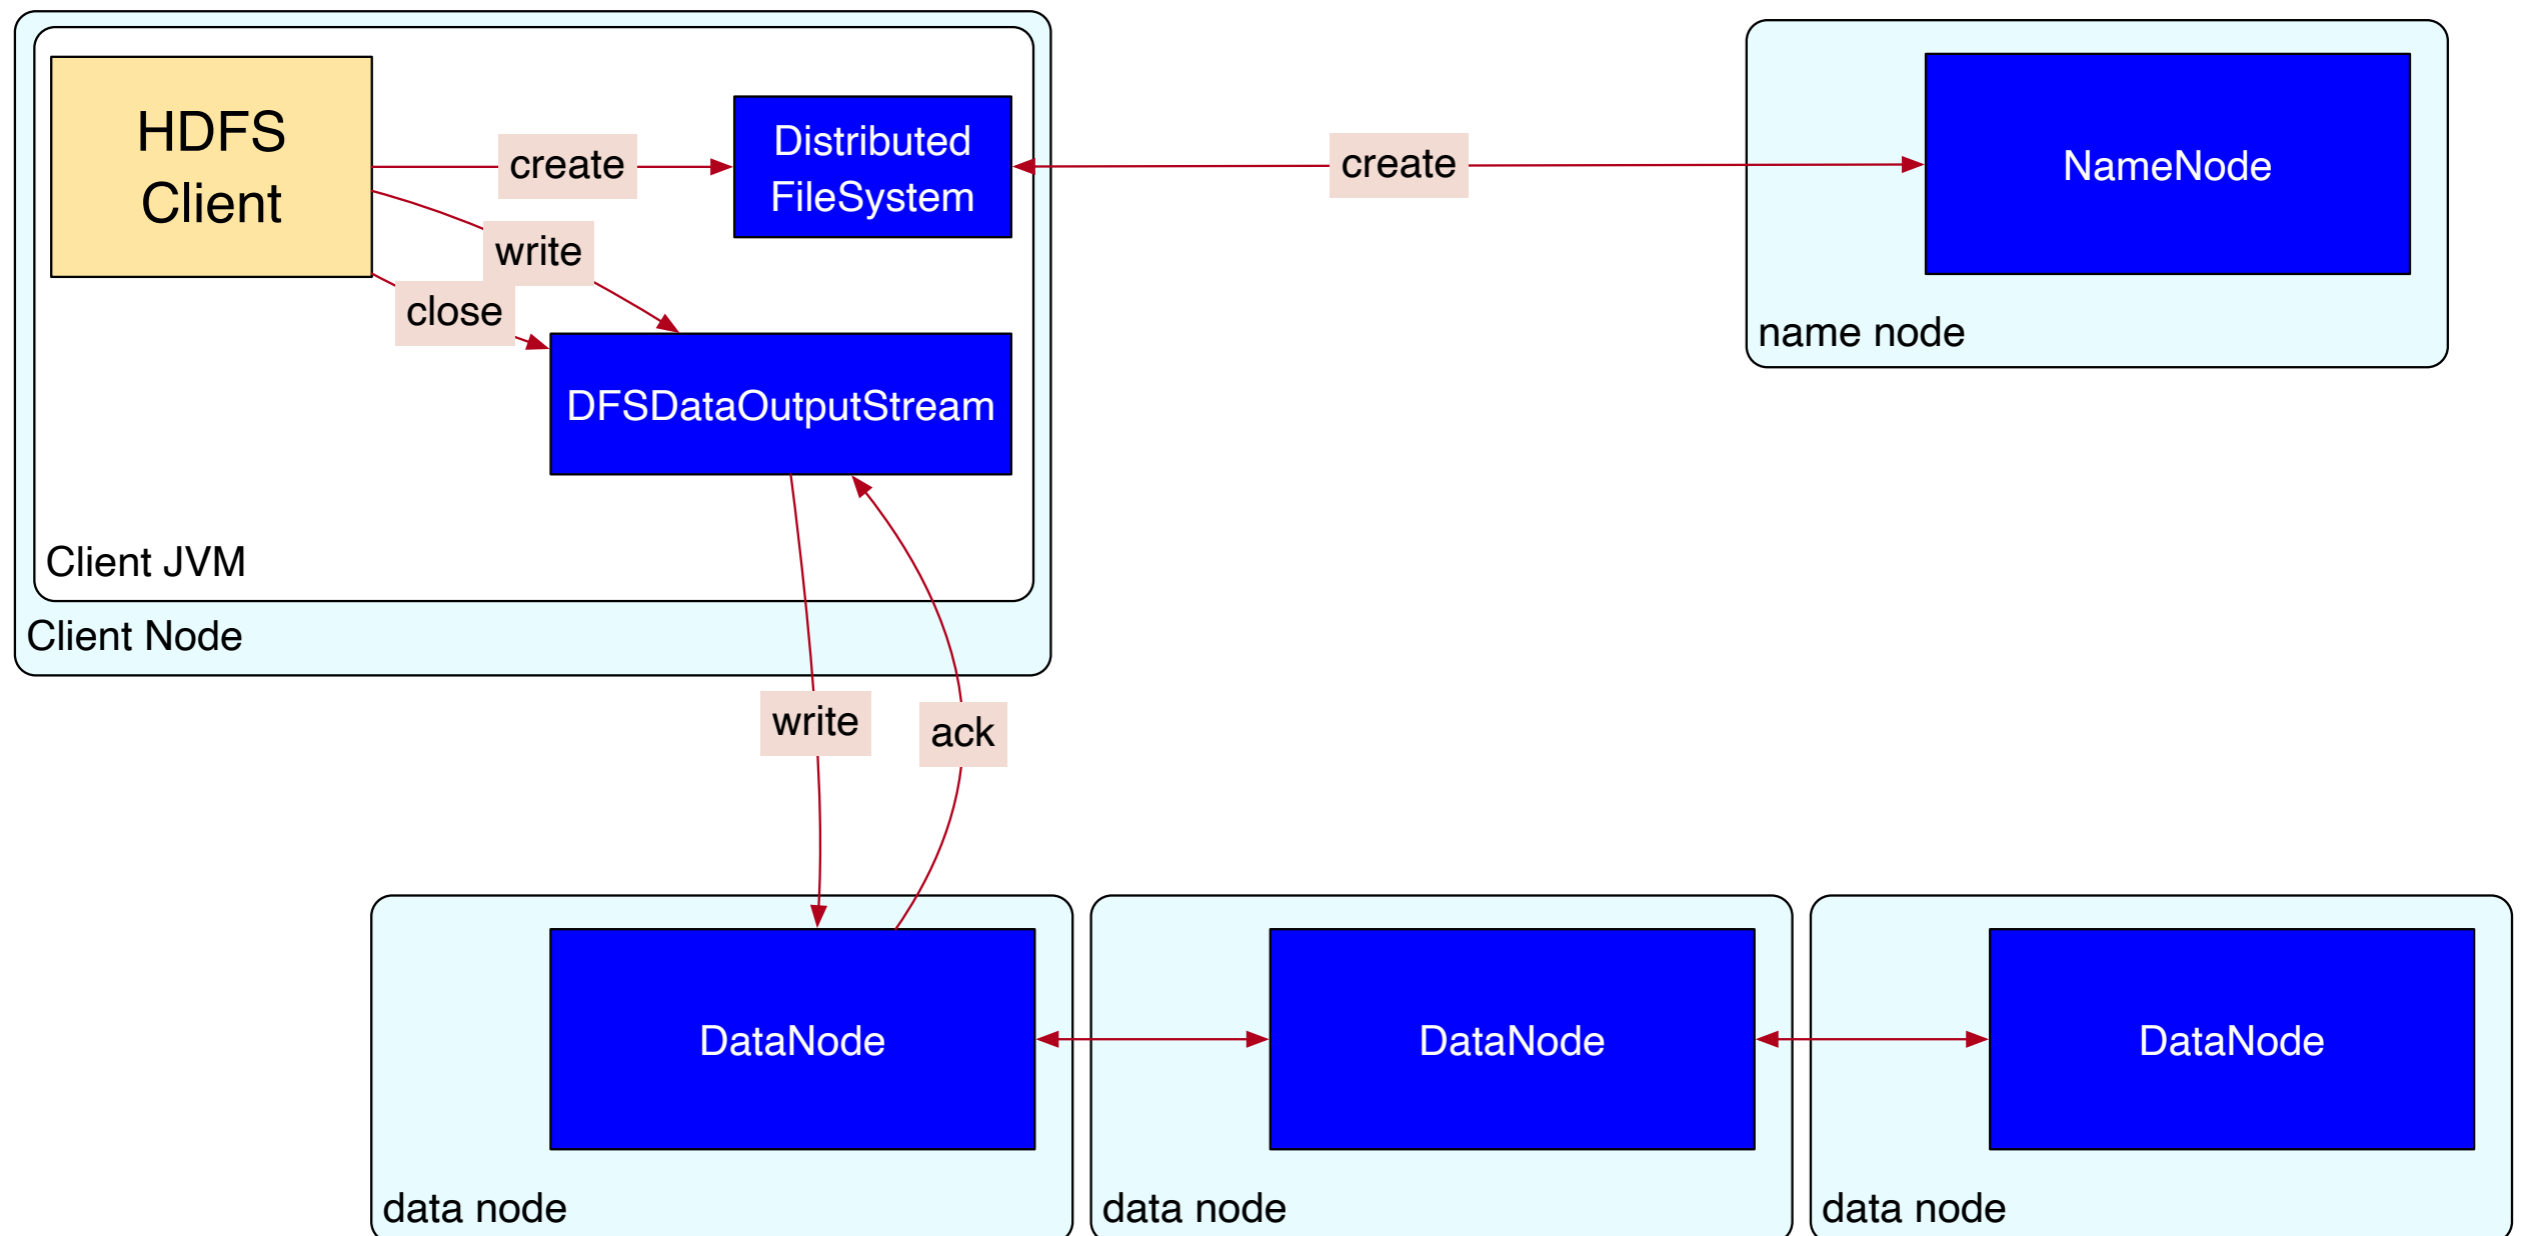 HDFS
Client
create
Distributed
FileSystem
create
NameNode
write
close
name node
DFSDataOutputStream
Client JVM
Client Node
write
ack
DataNode
DataNode
DataNode
data node
data node
data node